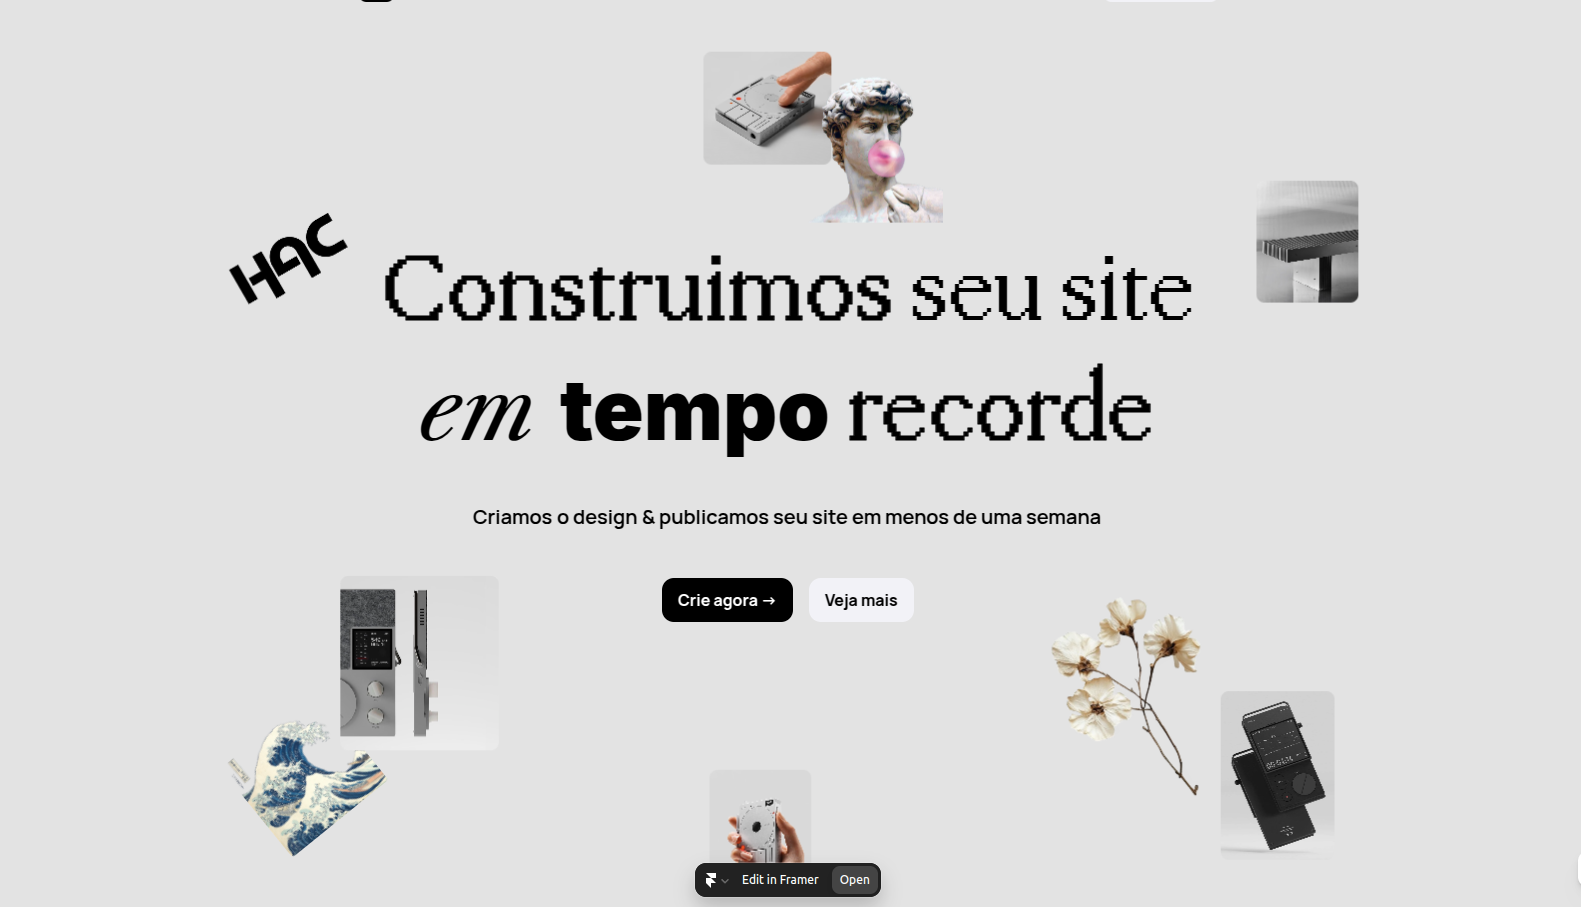 HQC
Construimos seu site
em tempo recorde
Criamos o design & publicamos seu site em menos de uma semana
Crie agora →
Veja mais
Edit in Framer
Open